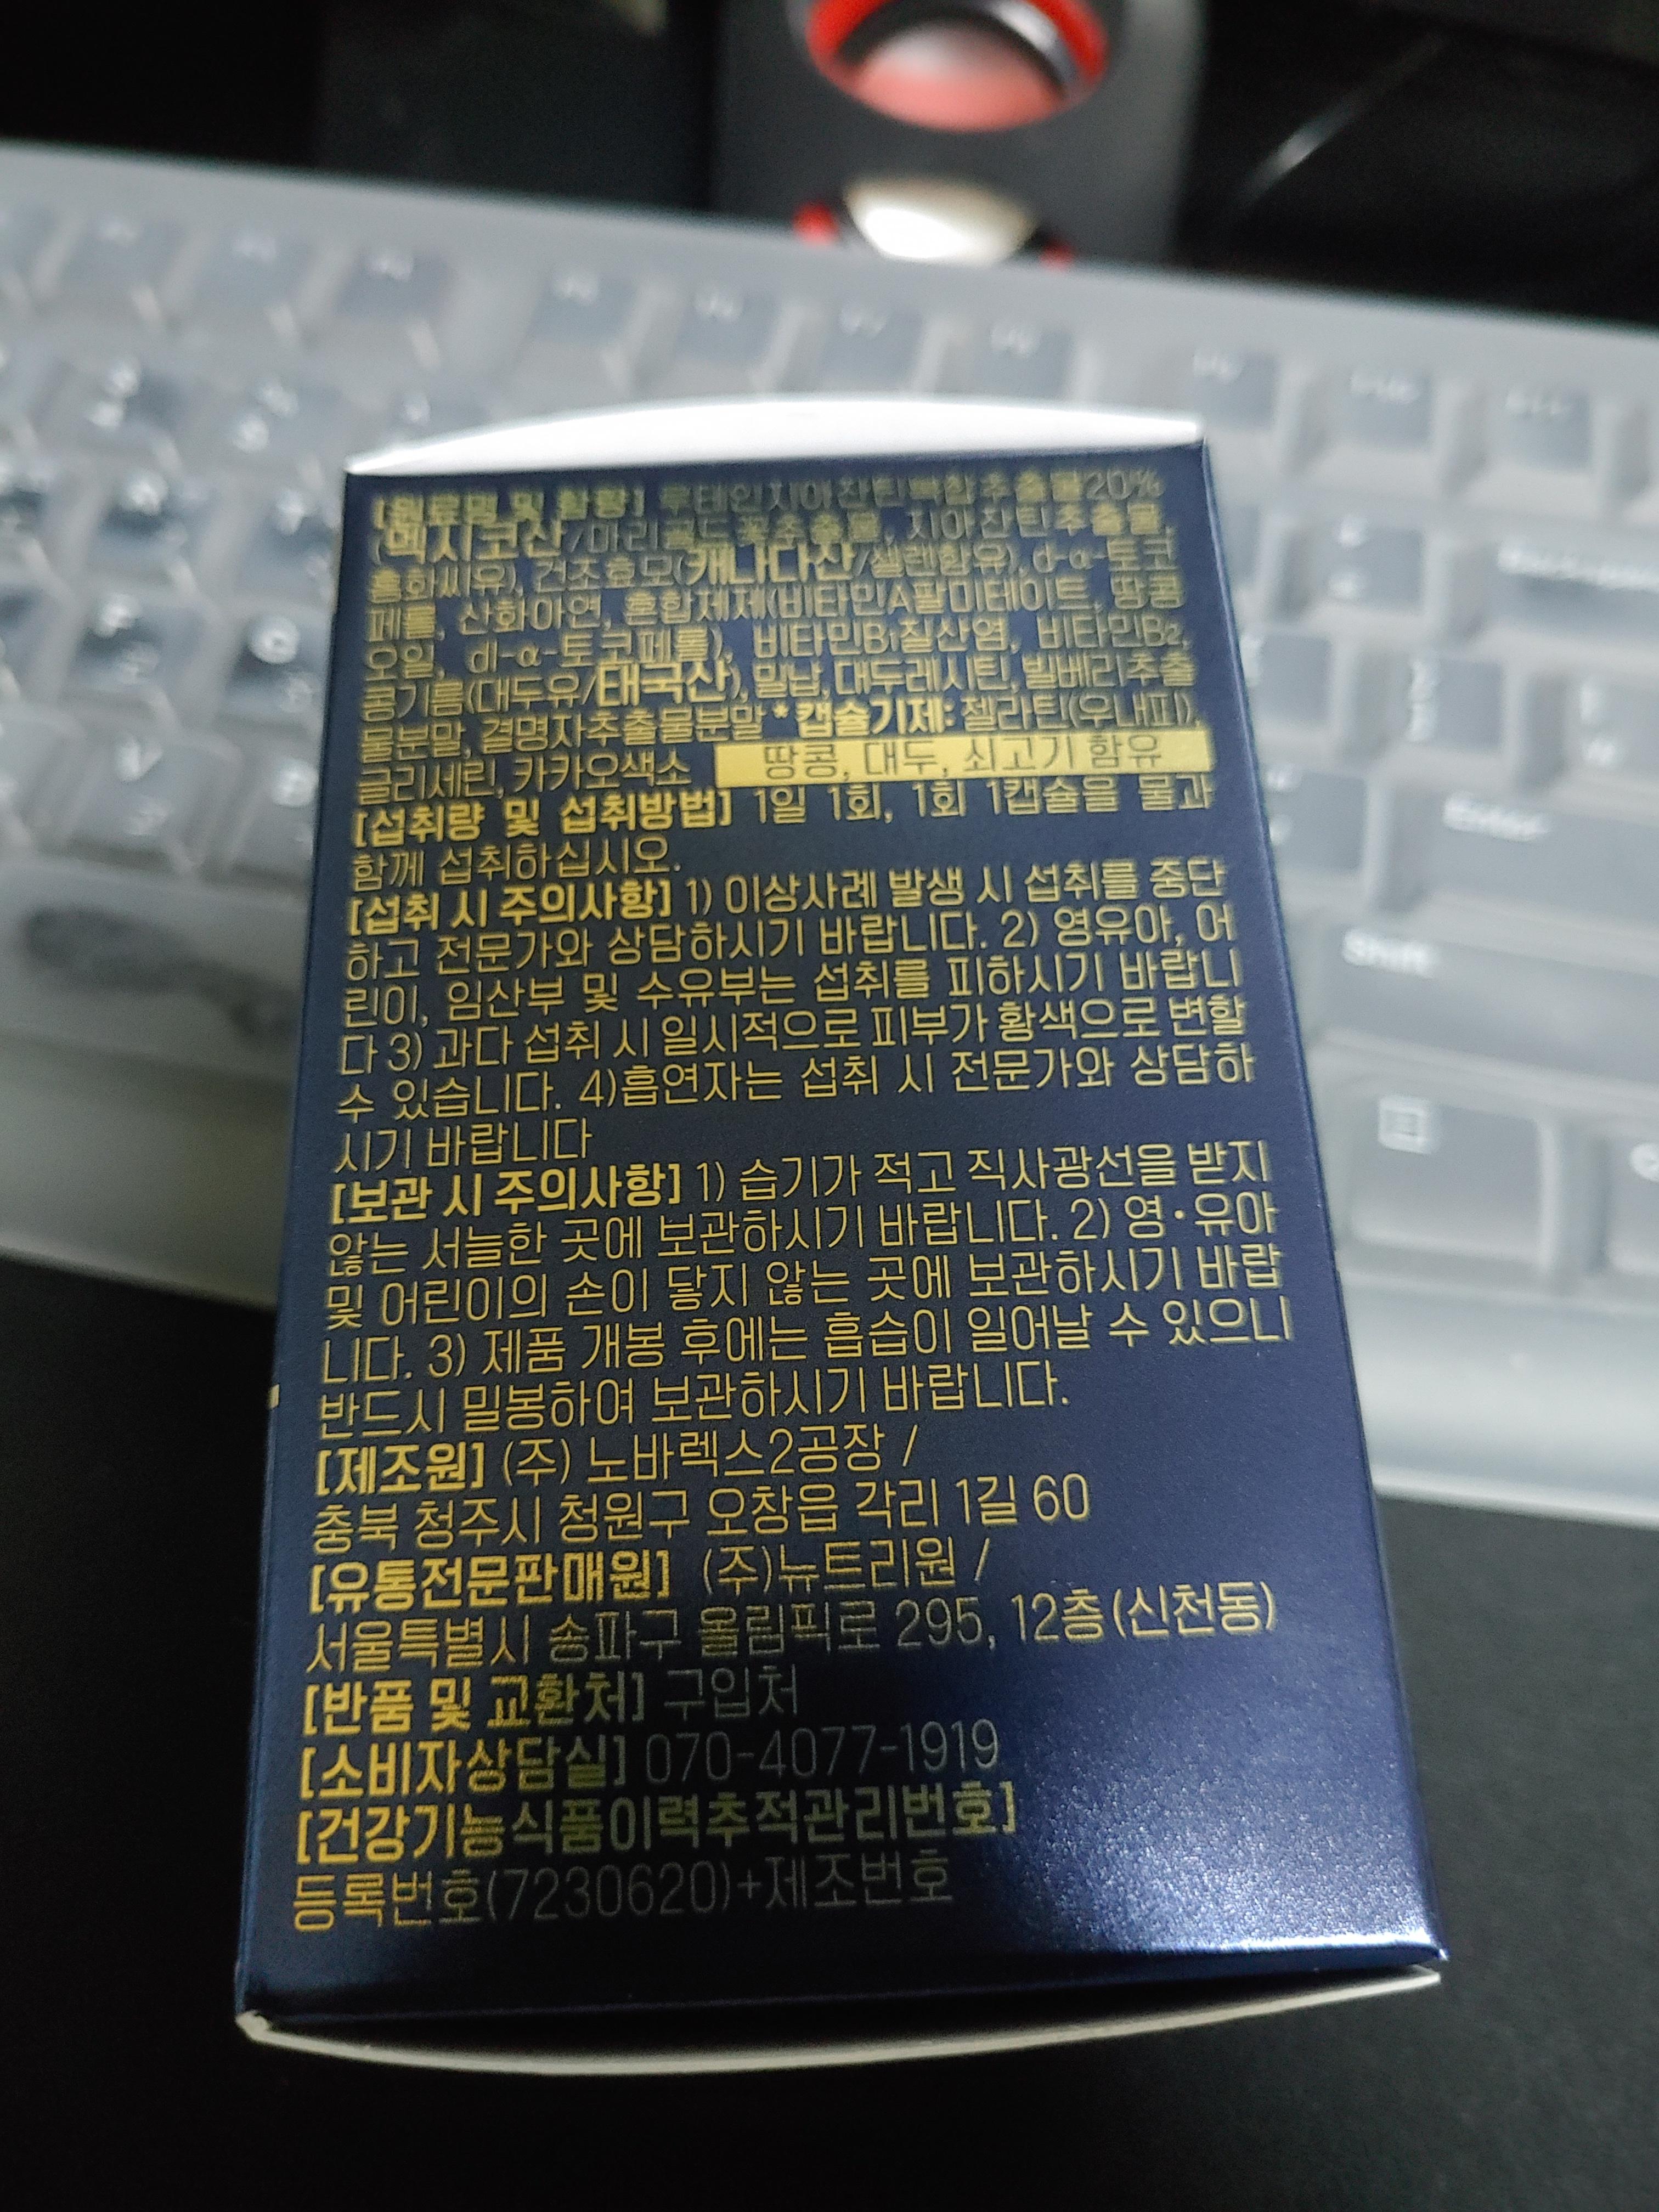 [원료명 및 함량] 루테인지아잔틴복합추출물20%
(멕시코산/마리골드꽃추출물, 지아잔틴추출물,
홍화씨유), 건조효모(캐나다산/셀렌함유), d-α-토코
페롤, 산화아연, 혼합제제(비타민A팔미테이트, 땅콩
오일, dl-α-토코페롤), 비타민B1질산염, 비타민B2,
콩기름(대두유/태국산), 밀납, 대두레시틴, 빌베리추출
물분말, 결명자추출물분말 *캡슐기제: 젤라틴(우내피),
글리세린, 카카오색소 땅콩, 대두, 쇠고기 함유
[섭취량 및 섭취방법] 1일 1회, 1회 1캡슐을 물과
함께 섭취하십시오.
[섭취 시 주의사항] 1) 이상사례 발생 시 섭취를 중단
하고 전문가와 상담하시기 바랍니다. 2) 영유아, 어
린이, 임산부 및 수유부는 섭취를 피하시기 바랍니
다 3) 과다 섭취 시 일시적으로 피부가 황색으로 변할
수 있습니다. 4)흡연자는 섭취 시 전문가와 상담하
시기 바랍니다
[보관 시 주의사항] 1) 습기가 적고 직사광선을 받지
않는 서늘한 곳에 보관하시기 바랍니다. 2) 영·유아
및 어린이의 손이 닿지 않는 곳에 보관하시기 바랍
니다. 3) 제품 개봉 후에는 흡습이 일어날 수 있으니
반드시 밀봉하여 보관하시기 바랍니다.
[제조원] (주) 노바렉스2공장 /
충북 청주시 청원구 오창읍 각리 1길 60
[유통전문판매원] (주)뉴트리원 /
서울특별시 송파구 올림픽로 295, 12층(신천동)
[반품 및 교환처] 구입처
[소비자상담실] 070-4077-1919
[건강기능식품이력추적관리번호]
등록번호(7230620)+제조번호
Enter
Shift